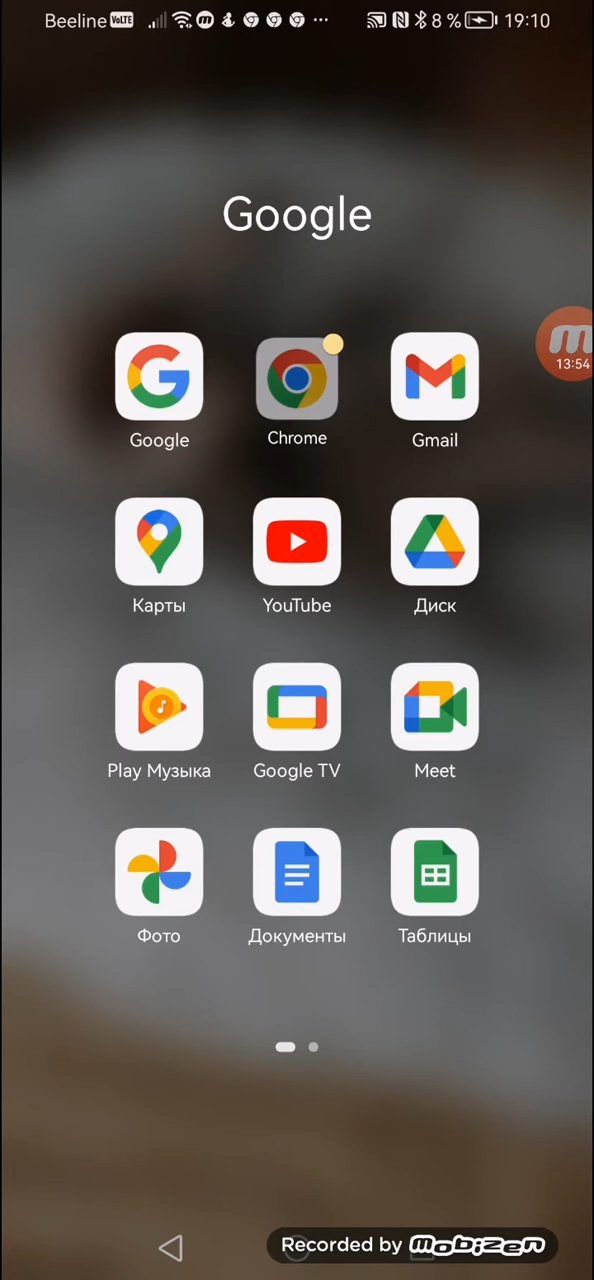 Beeline VoLTE 8 % 19:10
Google
13:54
Google Chrome Gmail
Карты YouTube Диск
Play Музыка Google TV Meet
Фото Документы Таблицы
Recorded by mobizen